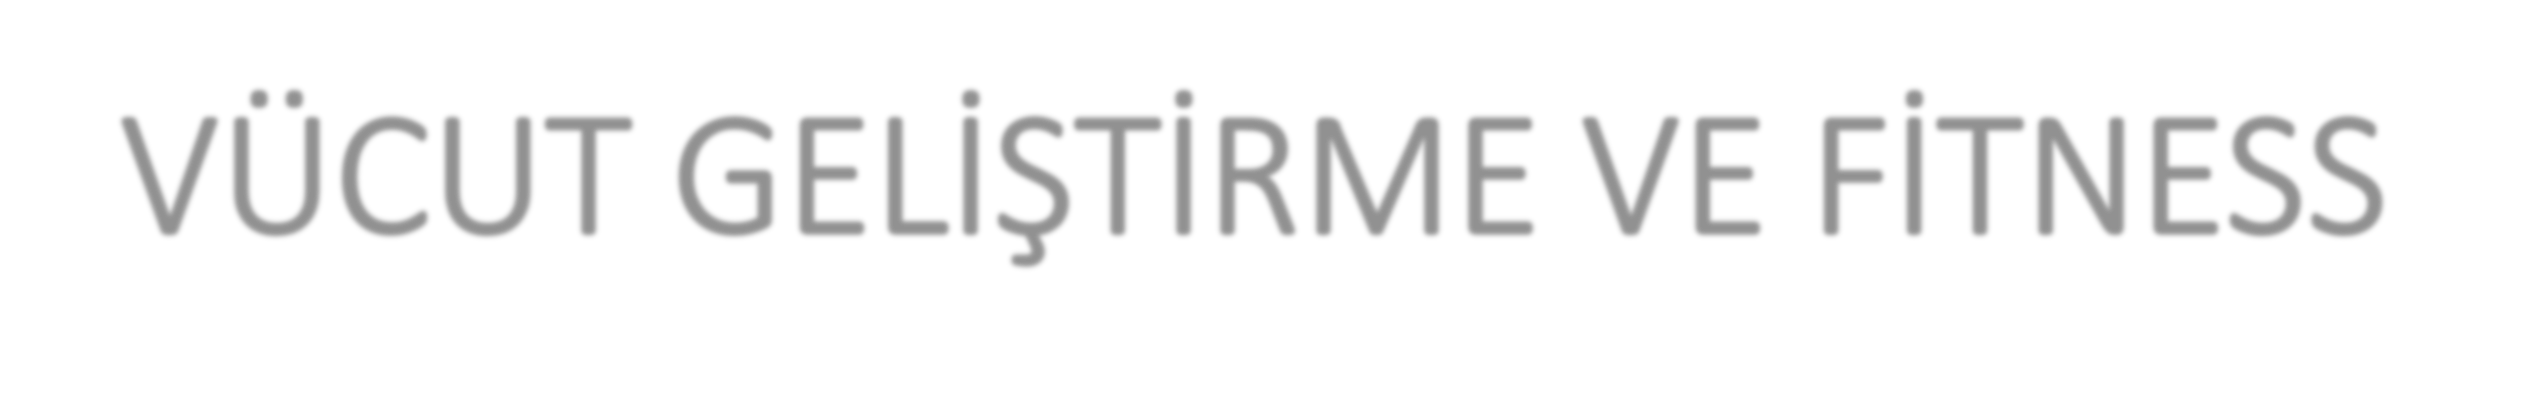 VÜCUT GELİŞTİRME VE FİTNESS